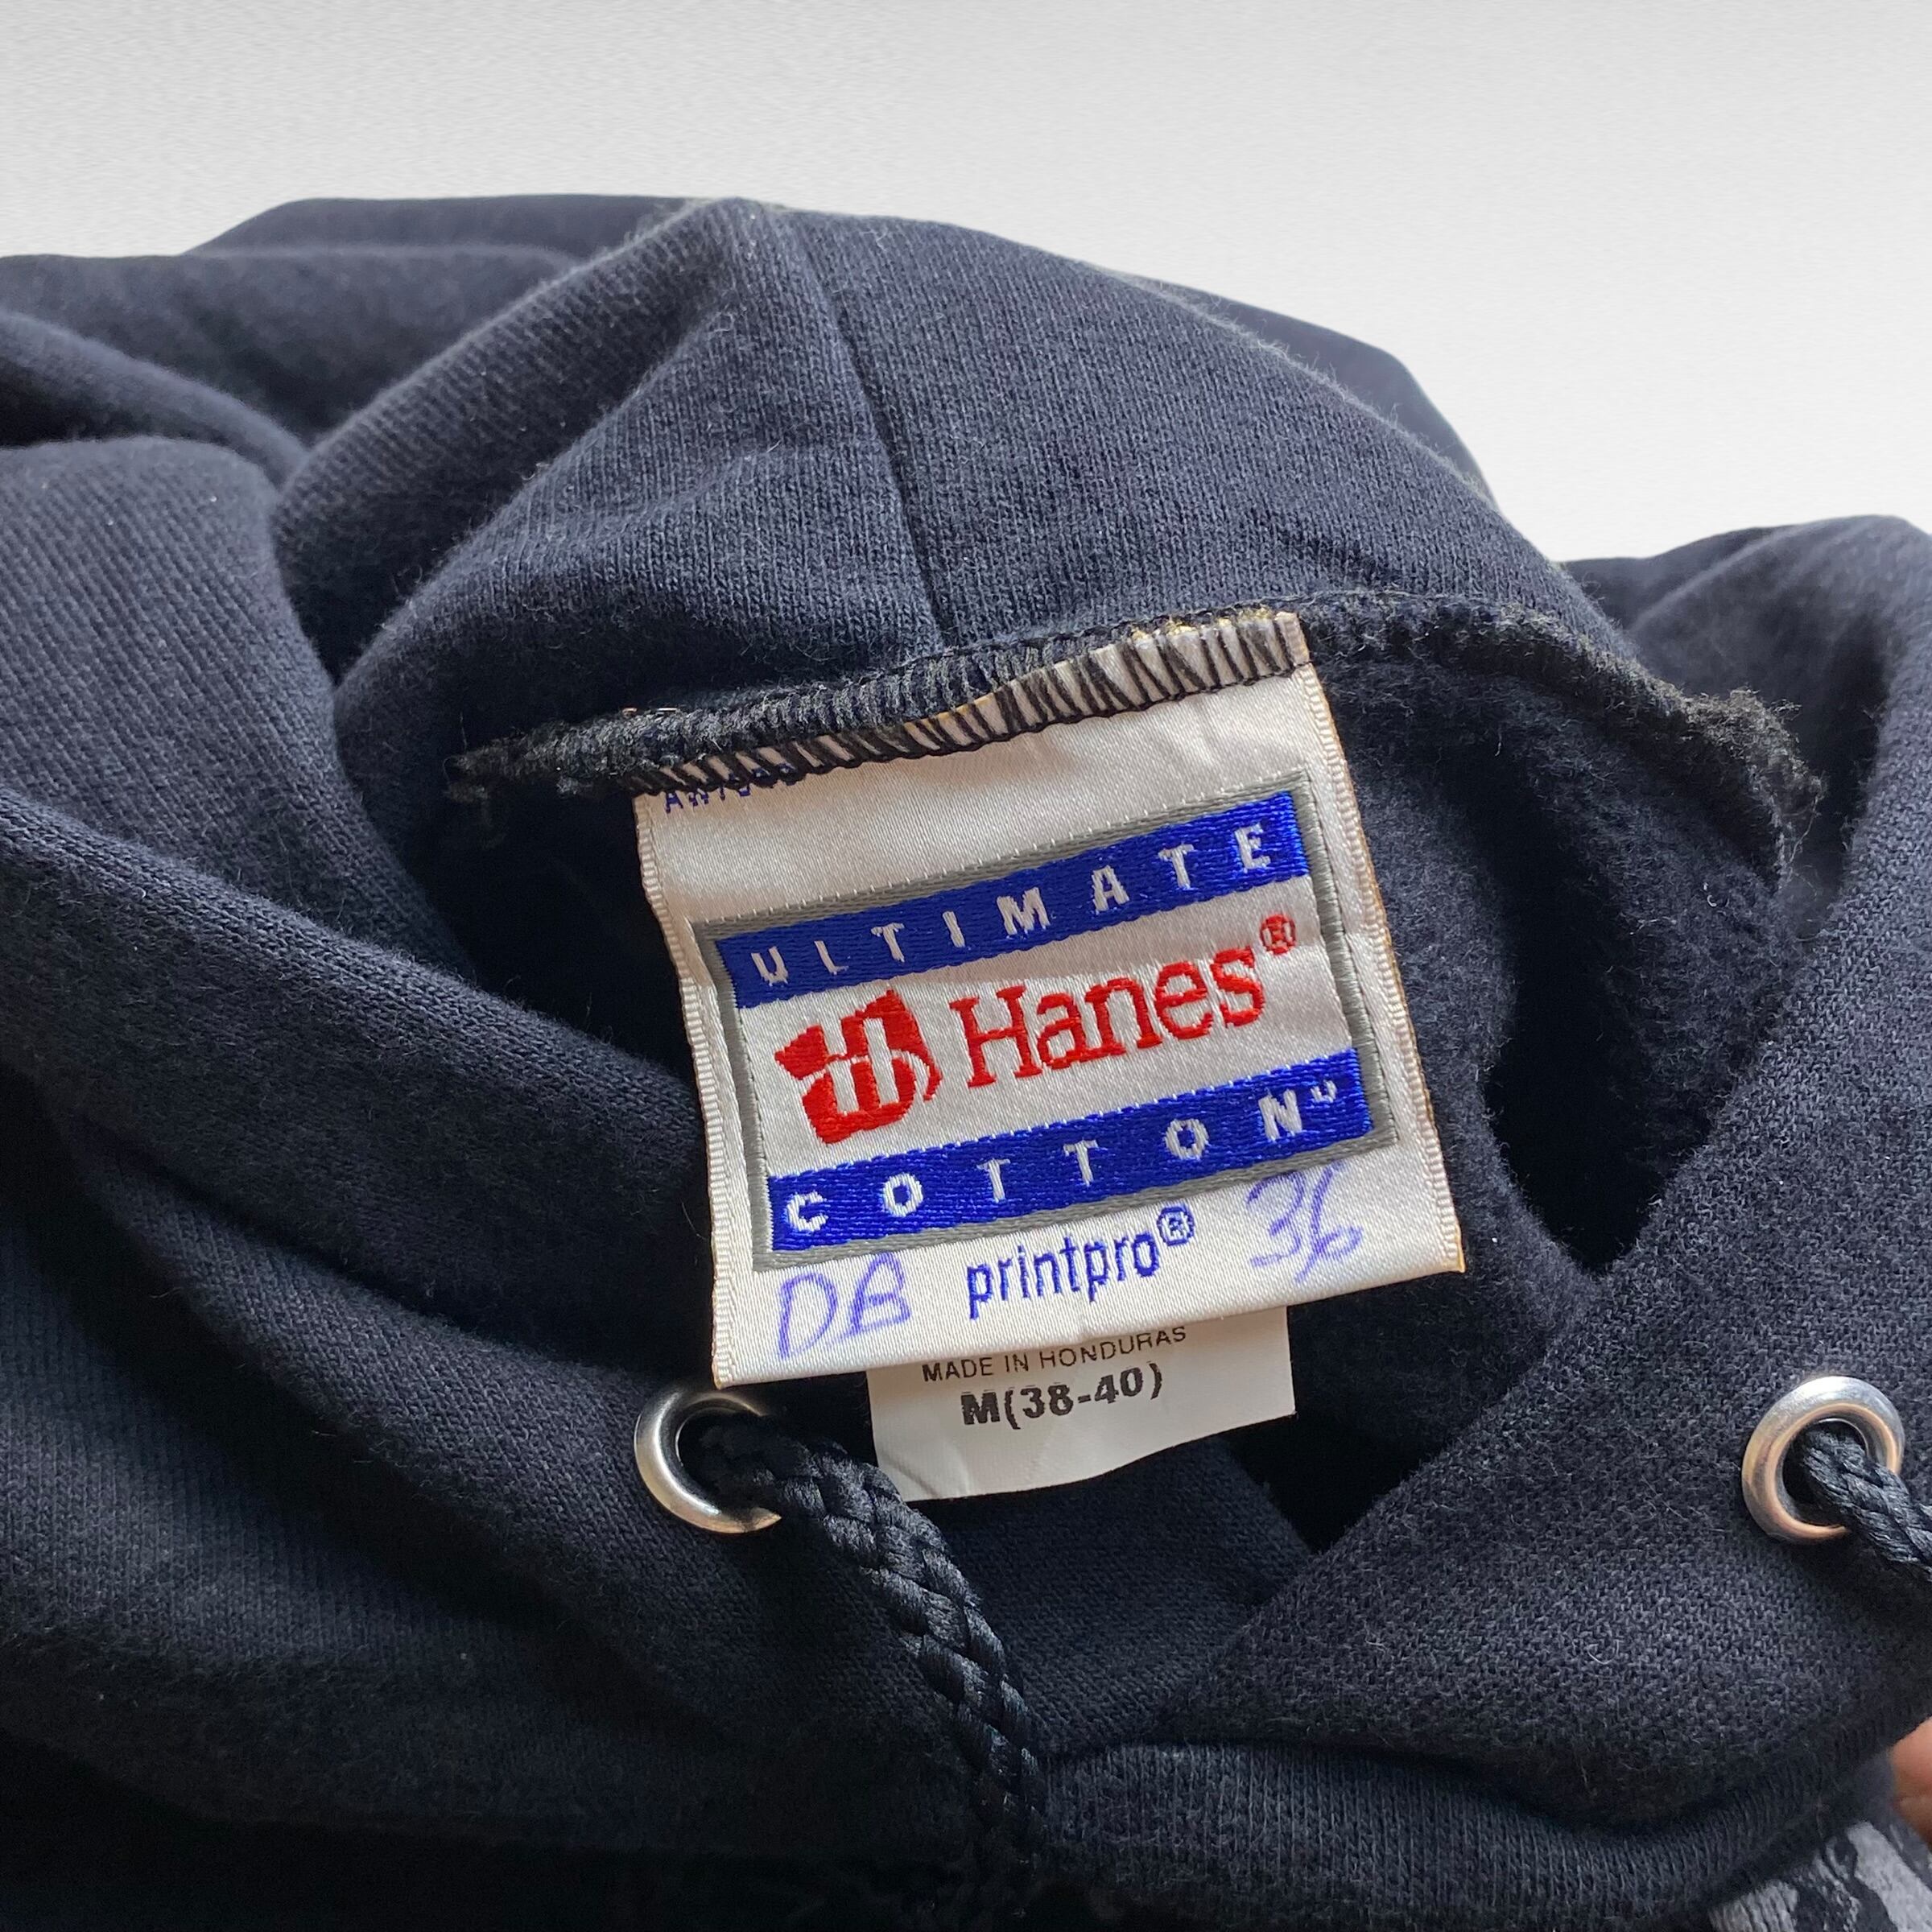 ULTIMATE
Hanes®
COTTON
DB printpro® 36
MADE IN HONDURAS
M(38-40)